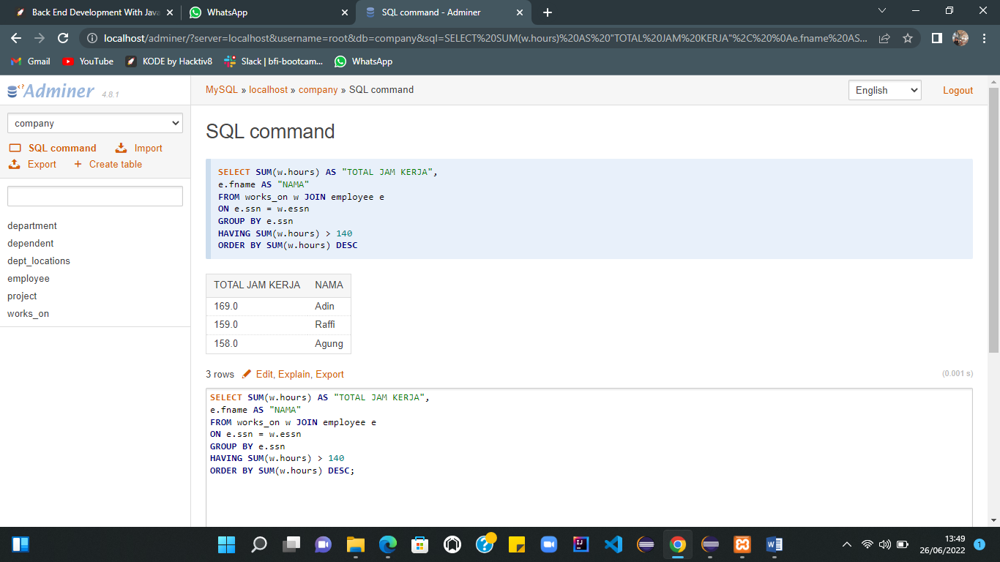 Back End Development With Java
WhatsApp
SQL command - Adminer
localhost/adminer/?server=localhost&username=root&db=company&sql=SELECT%20SUM(w.hours)%20AS%20"TOTAL%20JAM%20KERJA"%2C%20%0Ae.fname%20AS...
Gmail
YouTube
KODE by Hacktiv8
Slack | bfi-bootcam...
WhatsApp
Adminer 4.8.1
MySQL » localhost » company » SQL command
English
Logout
company
SQL command
Import
Export
Create table
department
dependent
dept_locations
employee
project
works_on
SQL command
SELECT SUM(w.hours) AS "TOTAL JAM KERJA",
e.fname AS "NAMA"
FROM works_on w JOIN employee e
ON e.ssn = w.essn
GROUP BY e.ssn
HAVING SUM(w.hours) > 140
ORDER BY SUM(w.hours) DESC
TOTAL JAM KERJA NAMA
169.0 Adin
159.0 Raffi
158.0 Agung
3 rows Edit, Explain, Export
(0.001 s)
SELECT SUM(w.hours) AS "TOTAL JAM KERJA",
e.fname AS "NAMA"
FROM works_on w JOIN employee e
ON e.ssn = w.essn
GROUP BY e.ssn
HAVING SUM(w.hours) > 140
ORDER BY SUM(w.hours) DESC;
13:49
26/06/2022
1